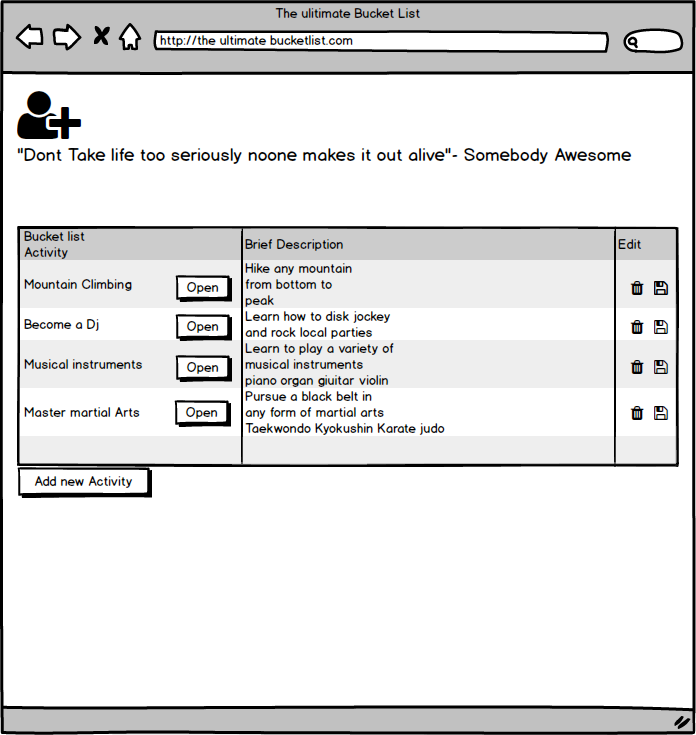 The ulitimate Bucket List
http://the ultimate bucketlist.com
"Dont Take life too seriously noone makes it out alive"- Somebody Awesome
Bucket list
Activity
Brief Description
Edit
Mountain Climbing
Open
Hike any mountain
from bottom to
peak
Become a Dj
Open
Learn how to disk jockey
and rock local parties
Musical instruments
Open
Learn to play a variety of
musical instruments
piano organ giuitar violin
Master martial Arts
Open
Pursue a black belt in
any form of martial arts
Taekwondo Kyokushin Karate judo
Add new Activity